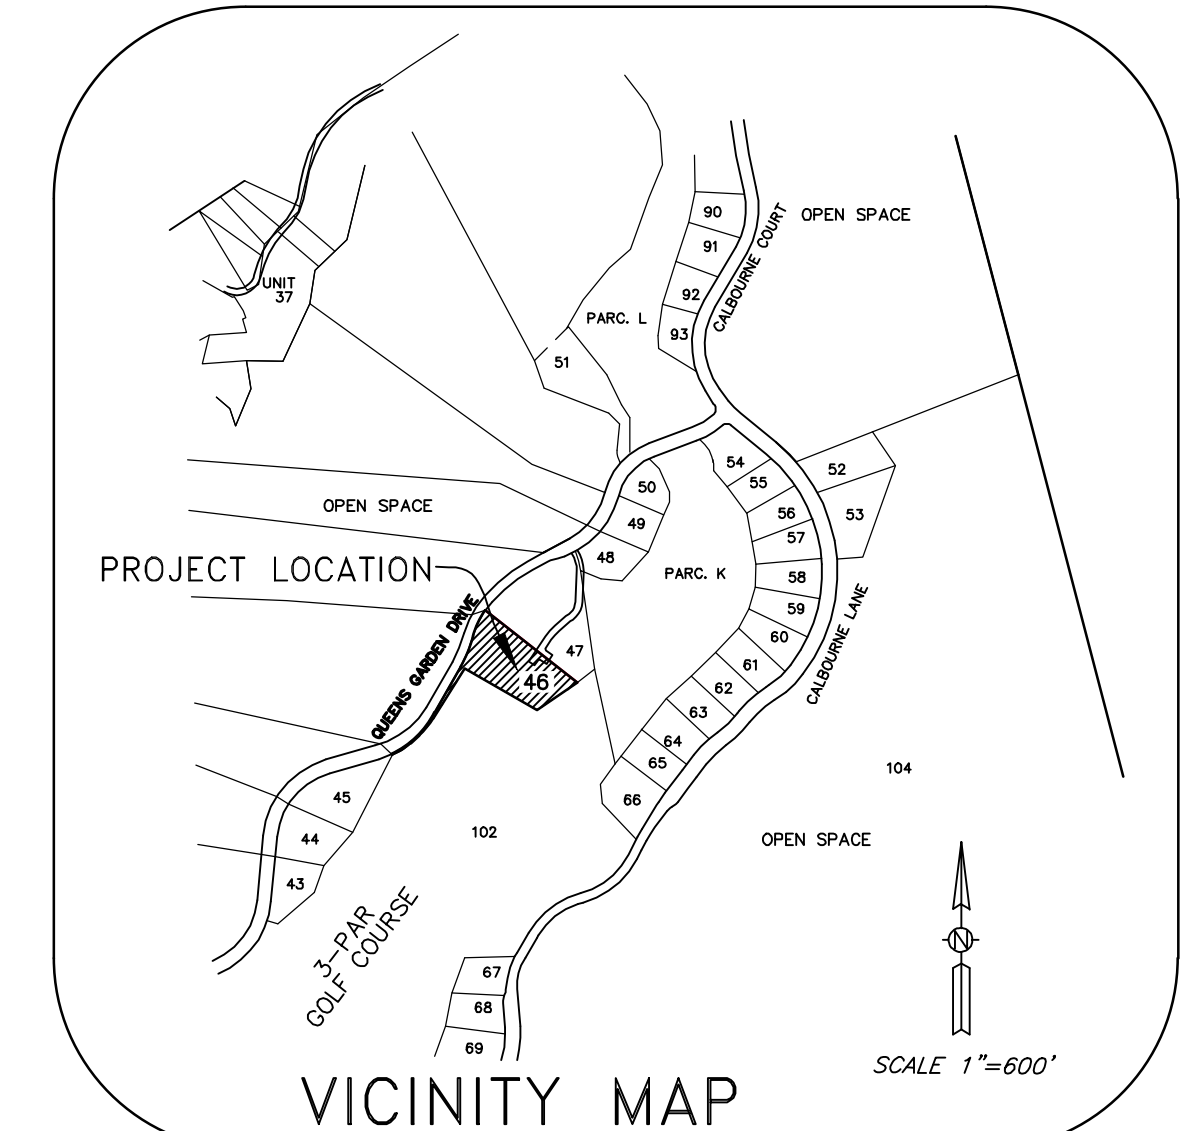 90
OPEN SPACE
91
CALBOURNE COURT
UNIT
37
92
PARC. L
93
51
54
52
50
55
OPEN SPACE
56
53
49
57
48
PROJECT LOCATION
PARC. K
58
59
QUEENS GARDEN DRIVE
60
CALBOURNE LANE
47
61
46
62
63
64
65
104
45
66
102
44
OPEN SPACE
43
3-PAR
GOLF COURSE
N
67
68
69
SCALE 1"=600'
VICINITY MAP